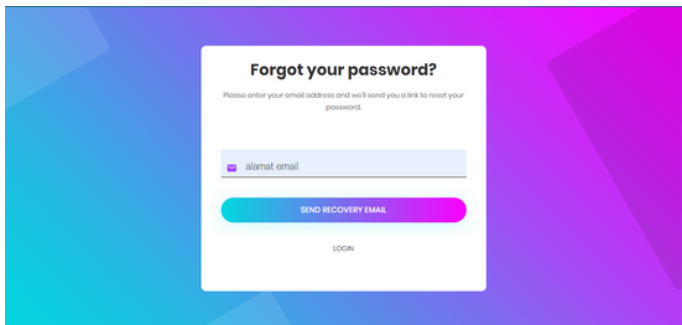 Forgot your password?
Please enter your email address and we'll send you a link to reset your
password.
alamat email
SEND RECOVERY EMAIL
LOGIN